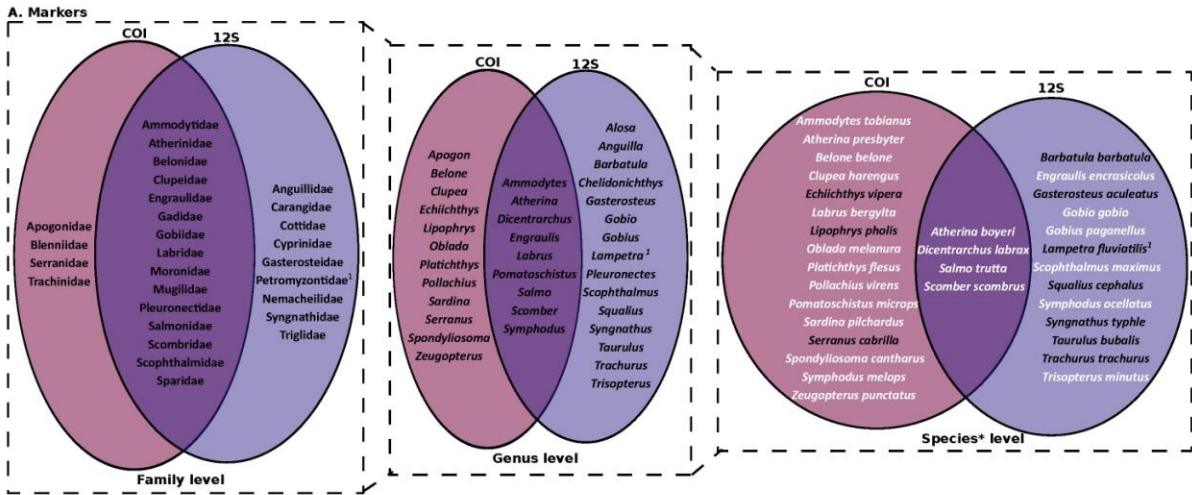 A. Markers
COI
12S
Apogonidae
Blenniidae
Serranidae
Trachinidae
Ammodytidae
Atherinidae
Belonidae
Clupeidae
Engraulidae
Gadidae
Gobiidae
Labridae
Moronidae
Mugilidae
Pleuronectidae
Salmonidae
Scombridae
Scophthalmidae
Sparidae
Anguillidae
Carangidae
Cottidae
Cyprinidae
Gasterosteidae
Petromyzontidae¹
Nemacheilidae
Syngnathidae
Triglidae
Family level
COI
12S
Apogon
Belone
Clupea
Echiichthys
Lipophrys
Oblada
Platichthys
Pollachius
Sardina
Serranus
Spondyliosoma
Zeugopterus
Ammodytes
Atherina
Dicentrarchus
Engraulis
Labrus
Pomatoschistus
Salmo
Scomber
Symphodus
Alosa
Anguilla
Barbatula
Chelidonichthys
Gasterosteus
Gobio
Gobius
Lampetra¹
Pleuronectes
Scophthalmus
Squalius
Syngnathus
Taurulus
Trachurus
Trisopterus
Genus level
COI
12S
Ammodytes tobianus
Atherina presbyter
Belone belone
Clupea harengus
Echiichthys vipera
Labrus bergylta
Lipophrys pholis
Oblada melanura
Platichthys flesus
Pollachius virens
Pomatoschistus microps
Sardina pilchardus
Serranus cabrilla
Spondyliosoma cantharus
Symphodus melops
Zeugopterus punctatus
Atherina boyeri
Dicentrarchus labrax
Salmo trutta
Scomber scombrus
Barbatula barbatula
Engraulis encrasicolus
Gasterosteus aculeatus
Gobio gobio
Gobius paganellus
Lampetra fluviatilis¹
Scophthalmus maximus
Squalius cephalus
Symphodus ocellatus
Syngnathus typhle
Taurulus bubalis
Trachurus trachurus
Trisopterus minutus
Species* level